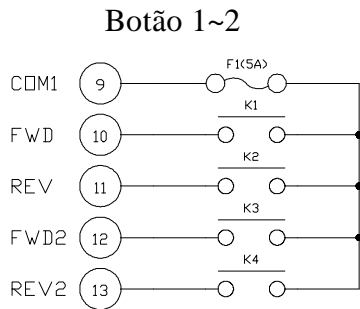 Botão 1~2
F1(5A)
COM1 9
K1
FWD 10
K2
REV 11
K3
FWD2 12
K4
REV2 13